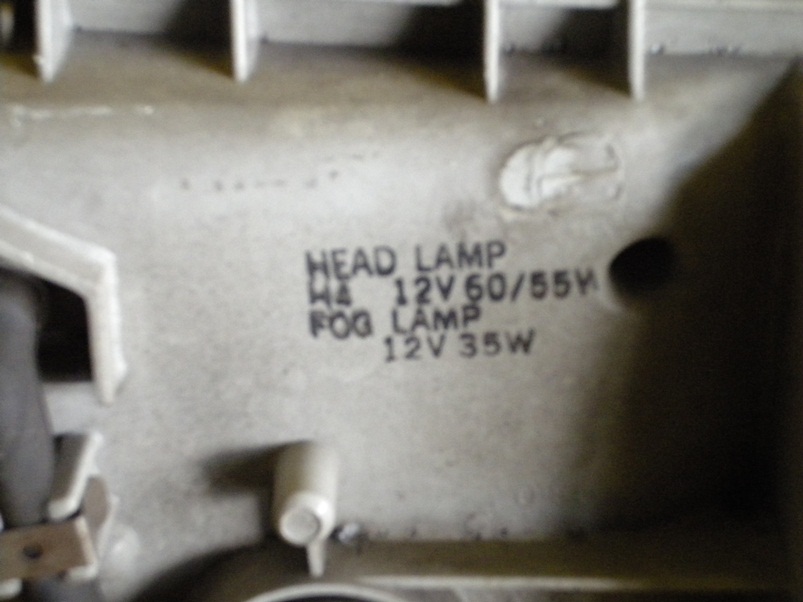 HEAD LAMP
H4 12V 60/55W
FOG LAMP
12V 35W